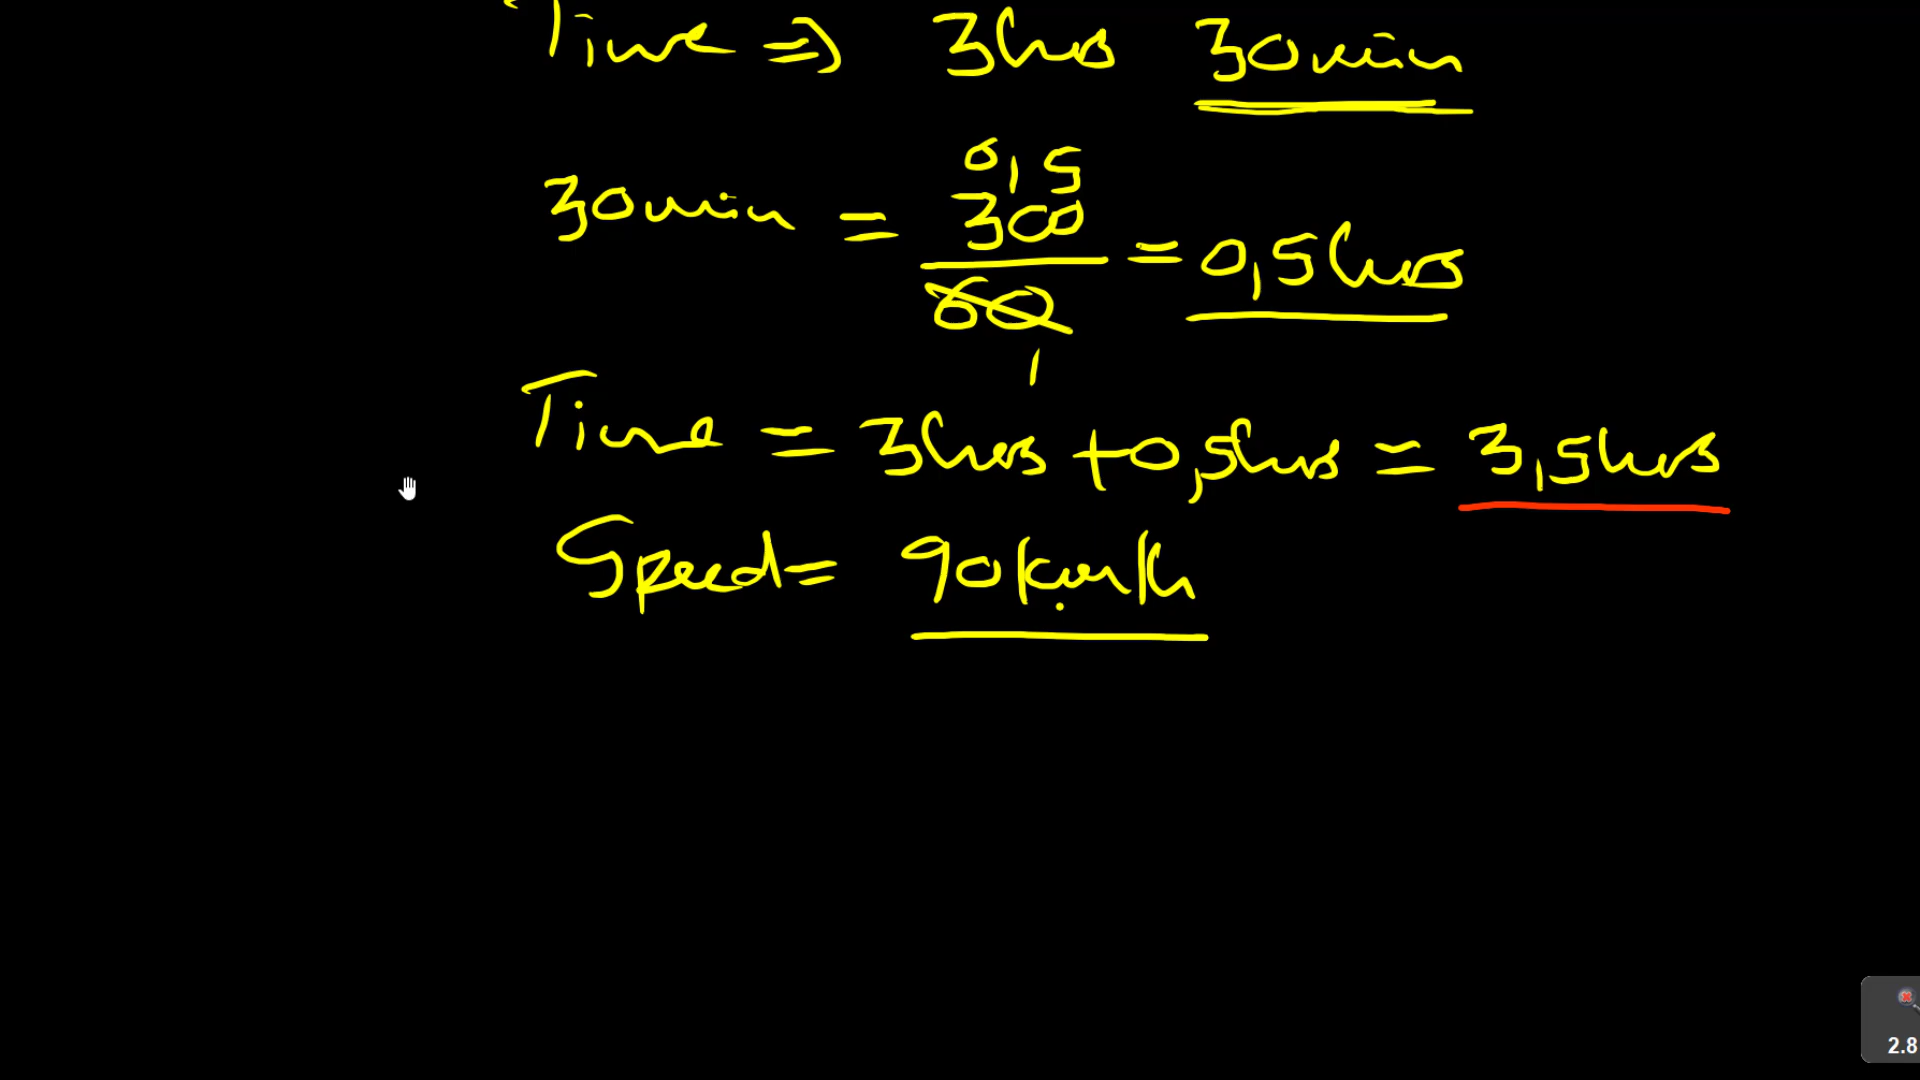 Time ⇒ 3hrs 30min
0,5
30min = 300/60 = 0,5hrs
1
Time = 3hrs + 0,5hrs = 3,5hrs
Speed = 90km/h
2.8